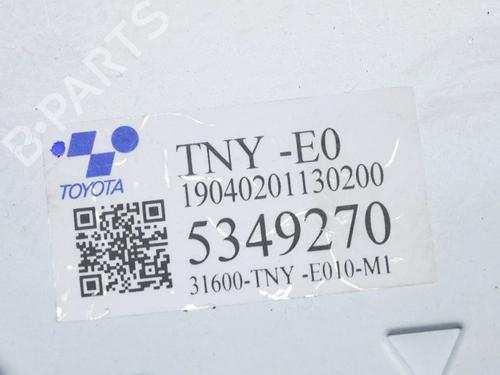 B-PARTS
TOYOTA
TNY -E0
19040201130200
5349270
31600-TNY -E010-M1